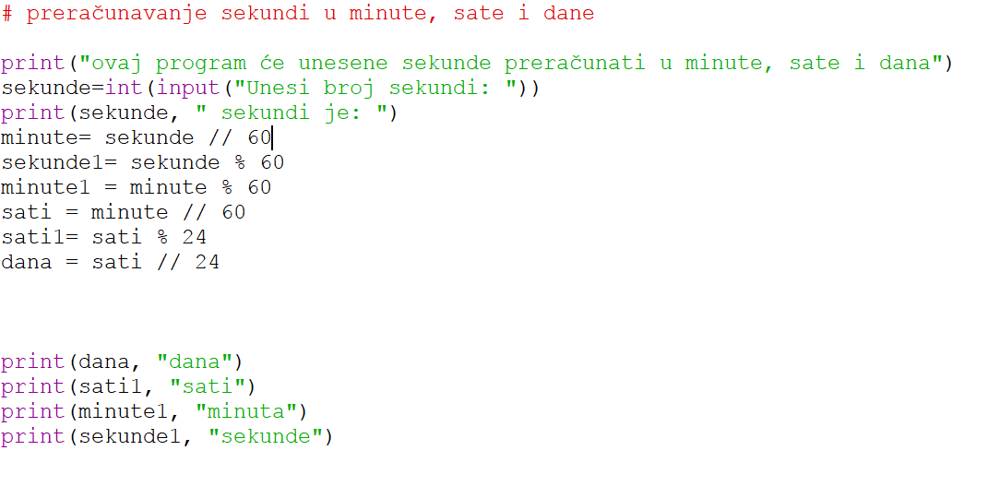 # preračunavanje sekundi u minute, sate i dane
print("ovaj program će unesene sekunde preračunati u minute, sate i dana")
sekunde=int(input("Unesi broj sekundi: "))
print(sekunde, " sekundi je: ")
minute= sekunde // 60
sekunde1= sekunde % 60
minute1 = minute % 60
sati = minute // 60
sati1= sati % 24
dana = sati // 24
print(dana, "dana")
print(sati1, "sati")
print(minute1, "minuta")
print(sekunde1, "sekunde")